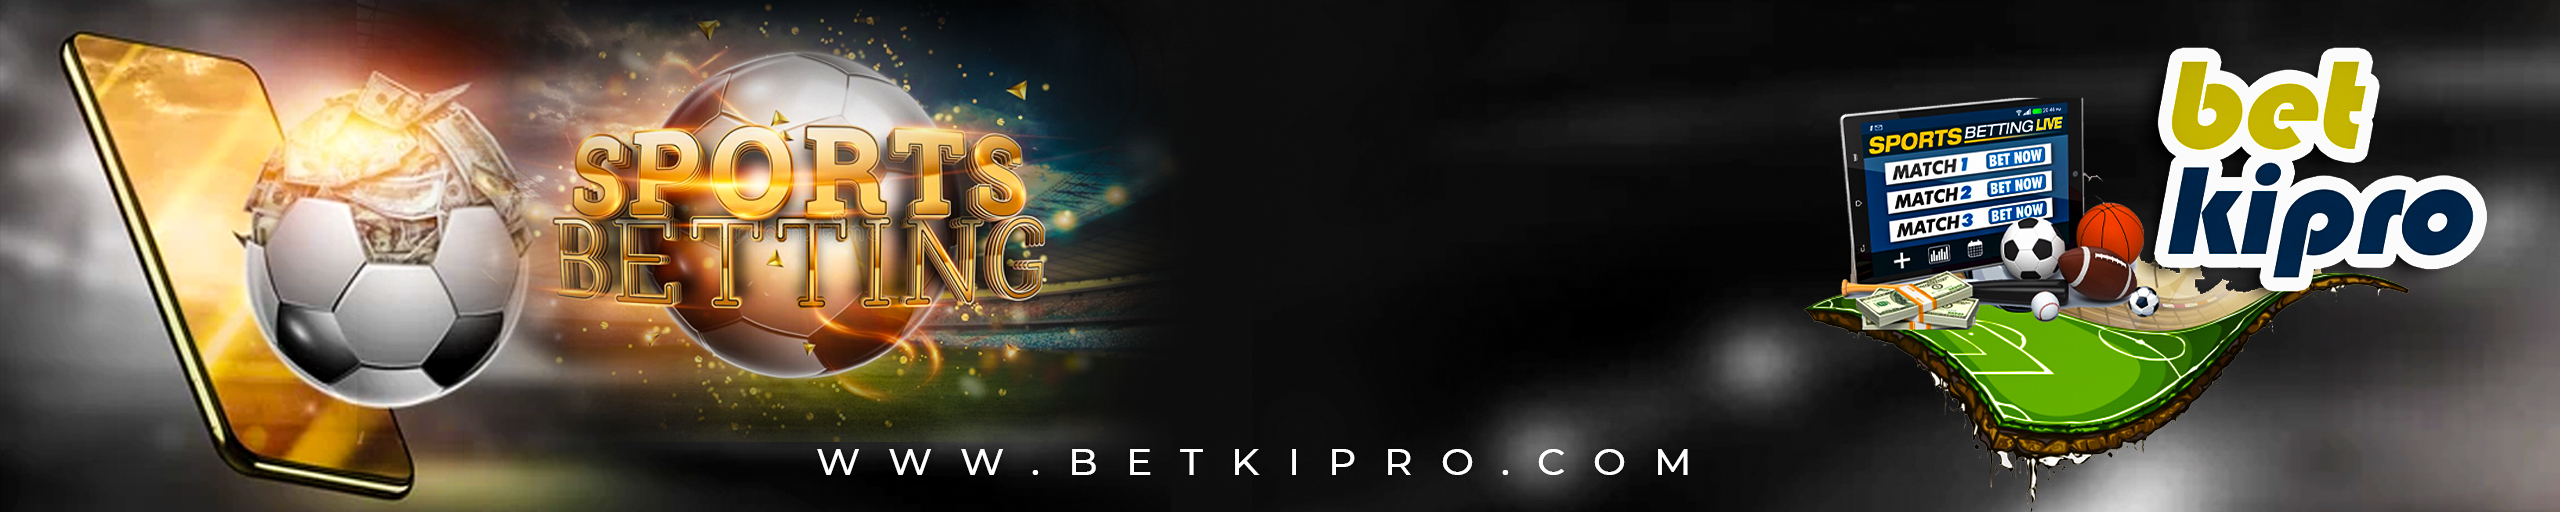 SPORTS
BETTING
SPORTS BETTING LIVE
MATCH 1 BET NOW
MATCH 2 BET NOW
MATCH 3 BET NOW
bet
kipro
WWW.BETKIPRO.COM